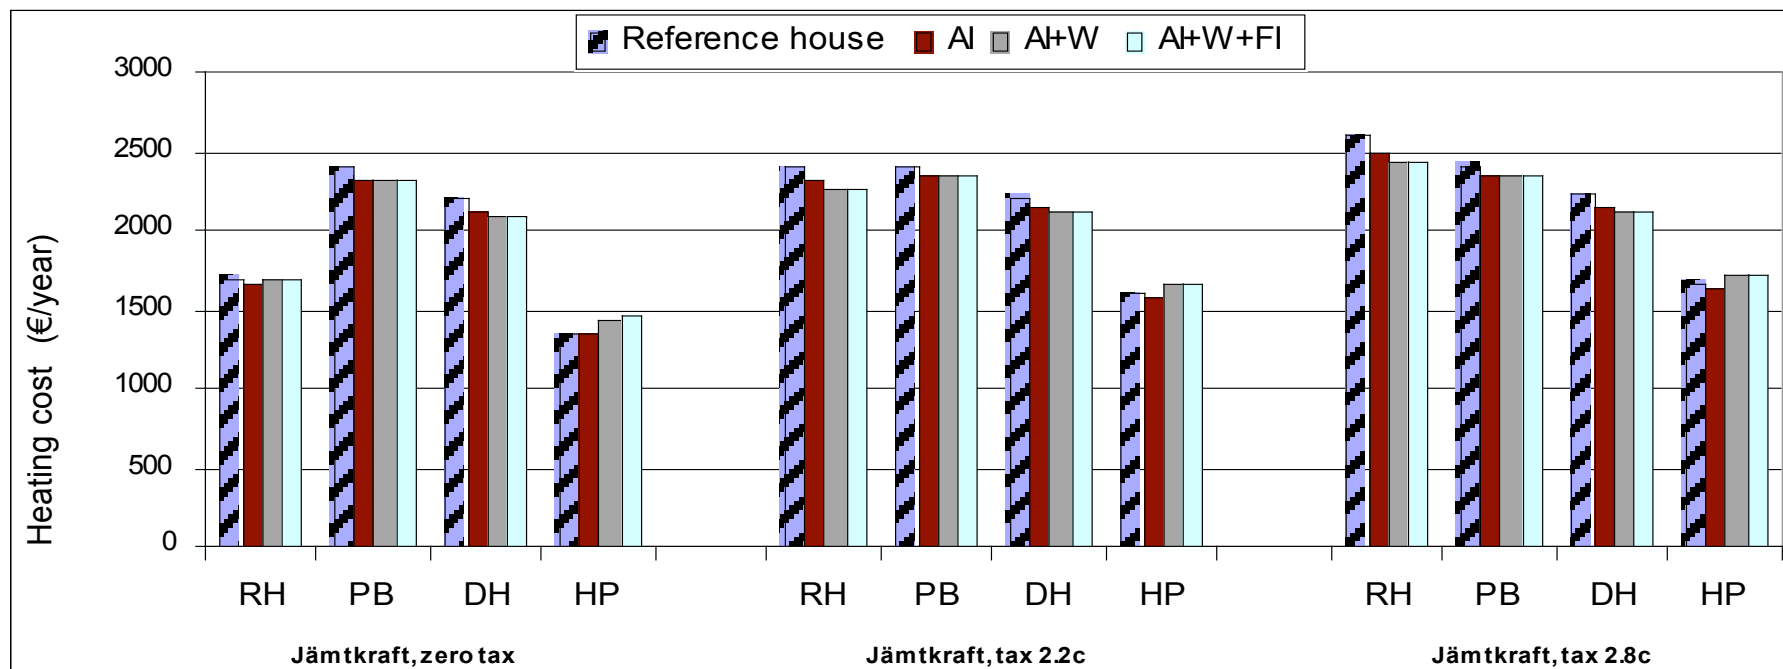 Reference house AI AI+W AI+W+FI
3000
2500
2000
1500
1000
500
0
Heating cost (€/year)
RH PB DH HP RH PB DH HP RH PB DH HP
Jämtkraft, zero tax Jämtkraft, tax 2.2c Jämtkraft, tax 2.8c